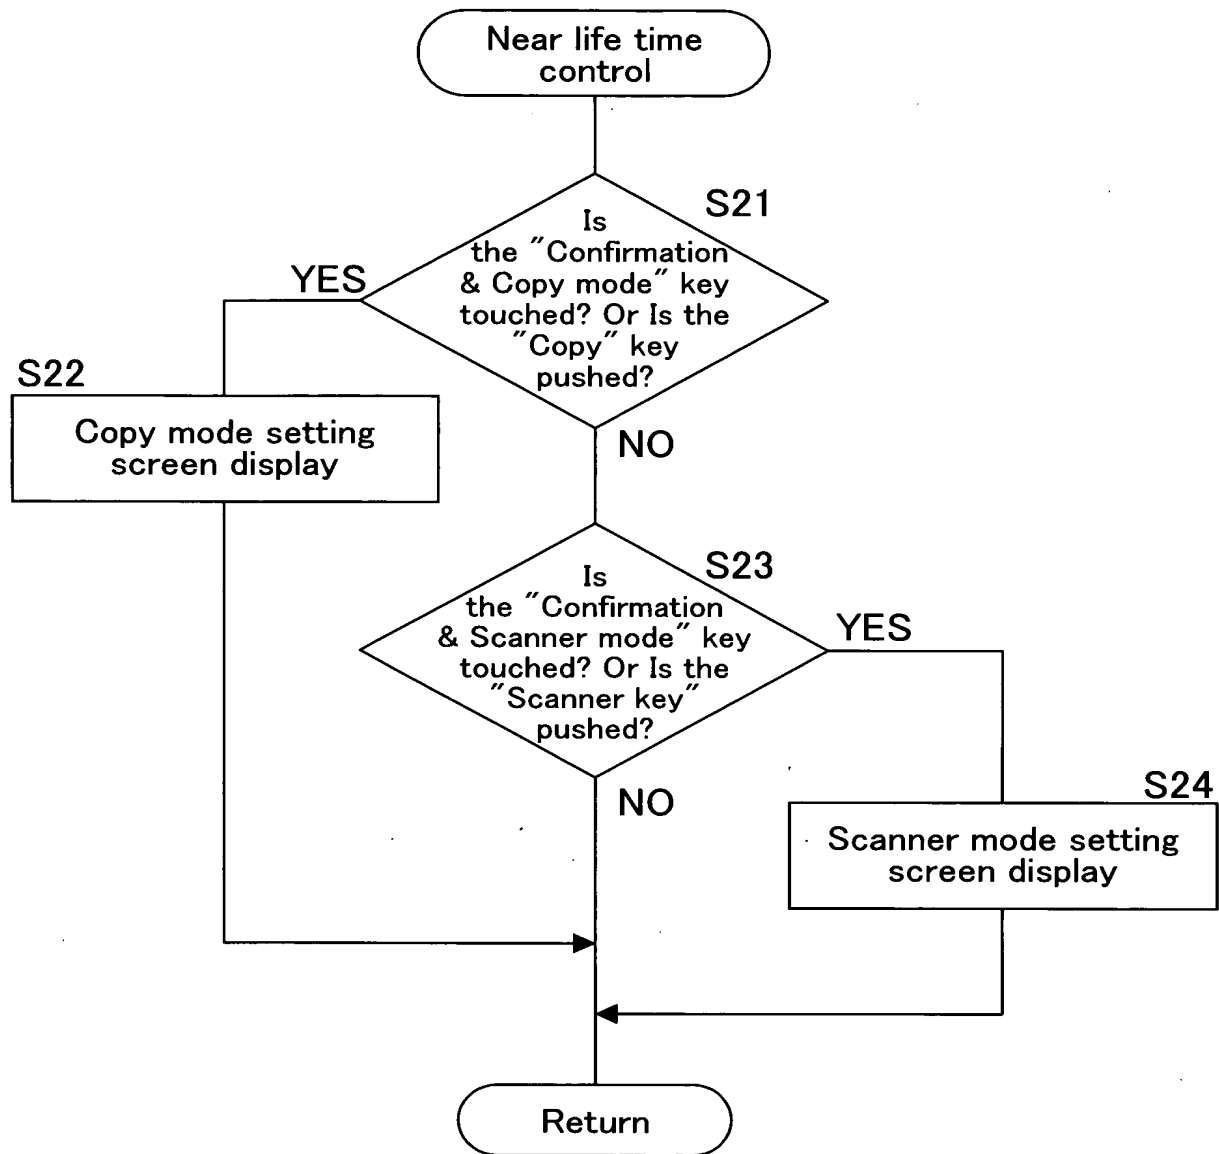 Near life time
control
S21
Is
the "Confirmation
& Copy mode" key
touched? Or Is the
"Copy" key
pushed?
YES
NO
S22
Copy mode setting
screen display
S23
Is
the "Confirmation
& Scanner mode" key
touched? Or Is the
"Scanner key"
pushed?
YES
NO
S24
Scanner mode setting
screen display
Return